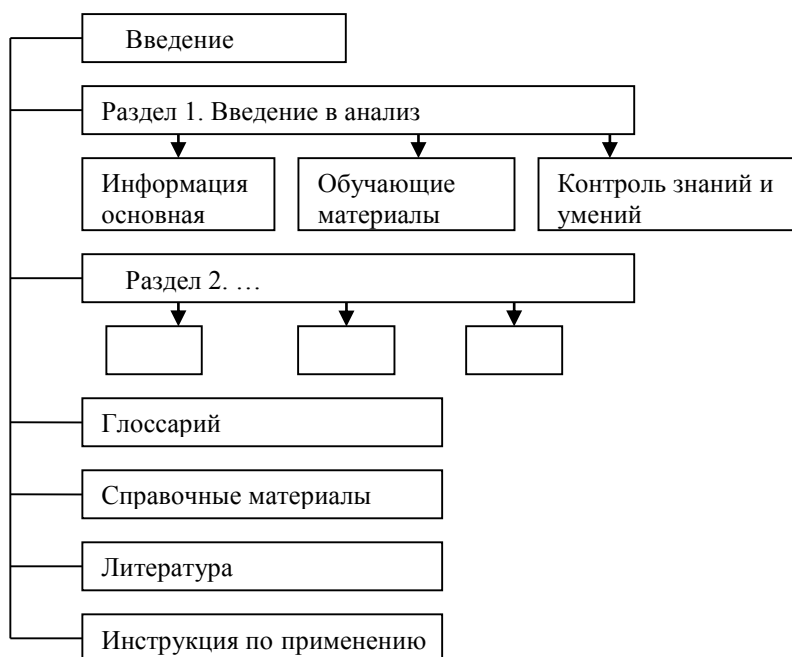 Введение
Раздел 1. Введение в анализ
Информация
основная
Обучающие
материалы
Контроль знаний и
умений
Раздел 2. …
Глоссарий
Справочные материалы
Литература
Инструкция по применению